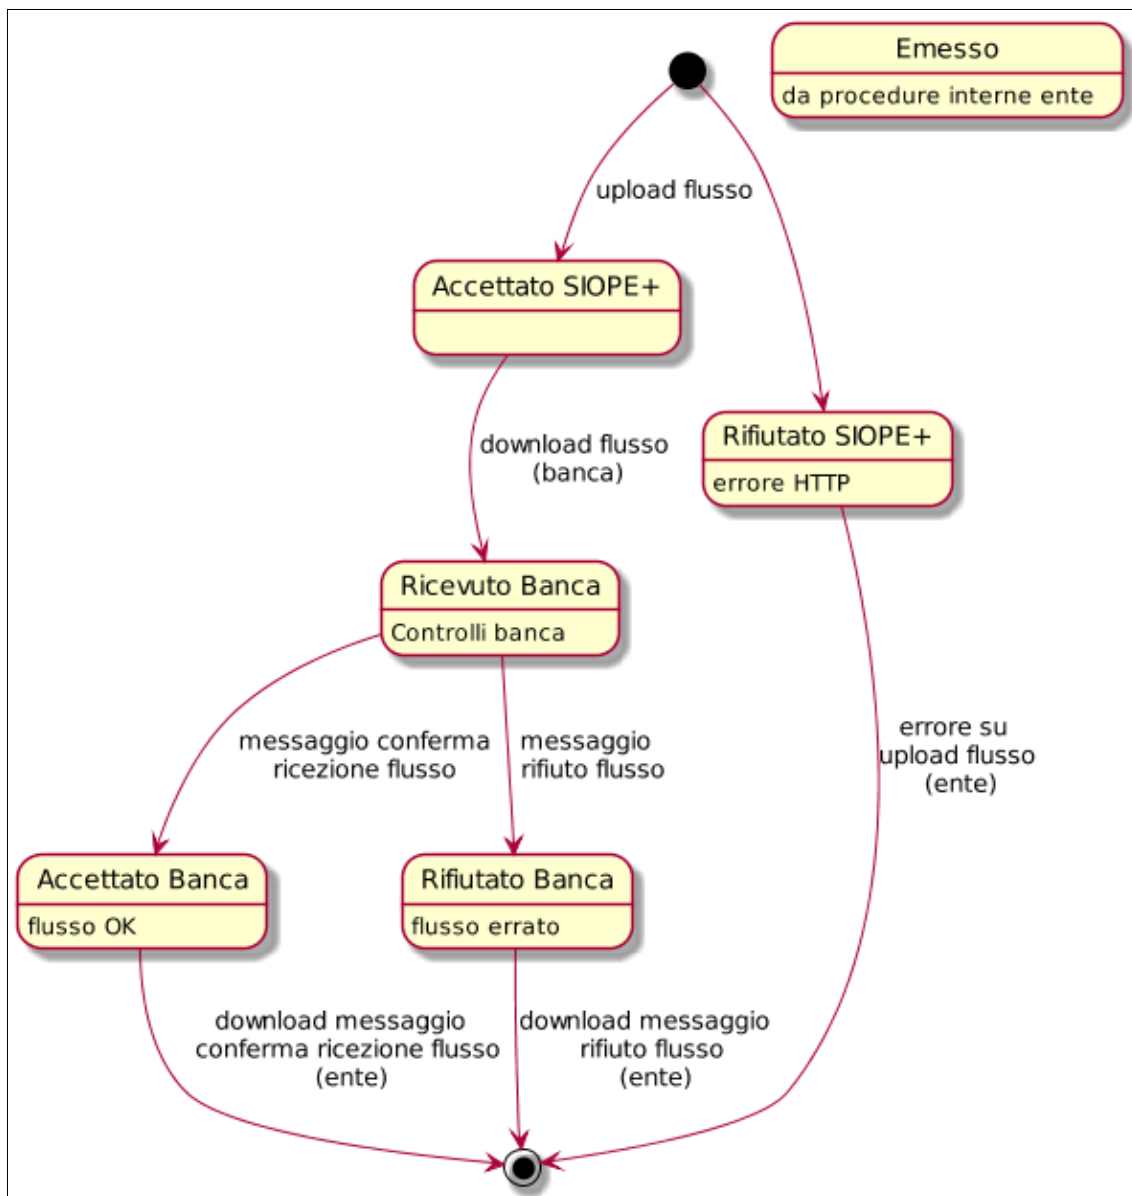 Emesso
da procedure interne ente
upload flusso
Accettato SIOPE+
Rifiutato SIOPE+
errore HTTP
download flusso
(banca)
Ricevuto Banca
Controlli banca
messaggio conferma
ricezione flusso
messaggio
rifiuto flusso
errore su
upload flusso
(ente)
Accettato Banca
flusso OK
Rifiutato Banca
flusso errato
download messaggio
conferma ricezione flusso
(ente)
download messaggio
rifiuto flusso
(ente)